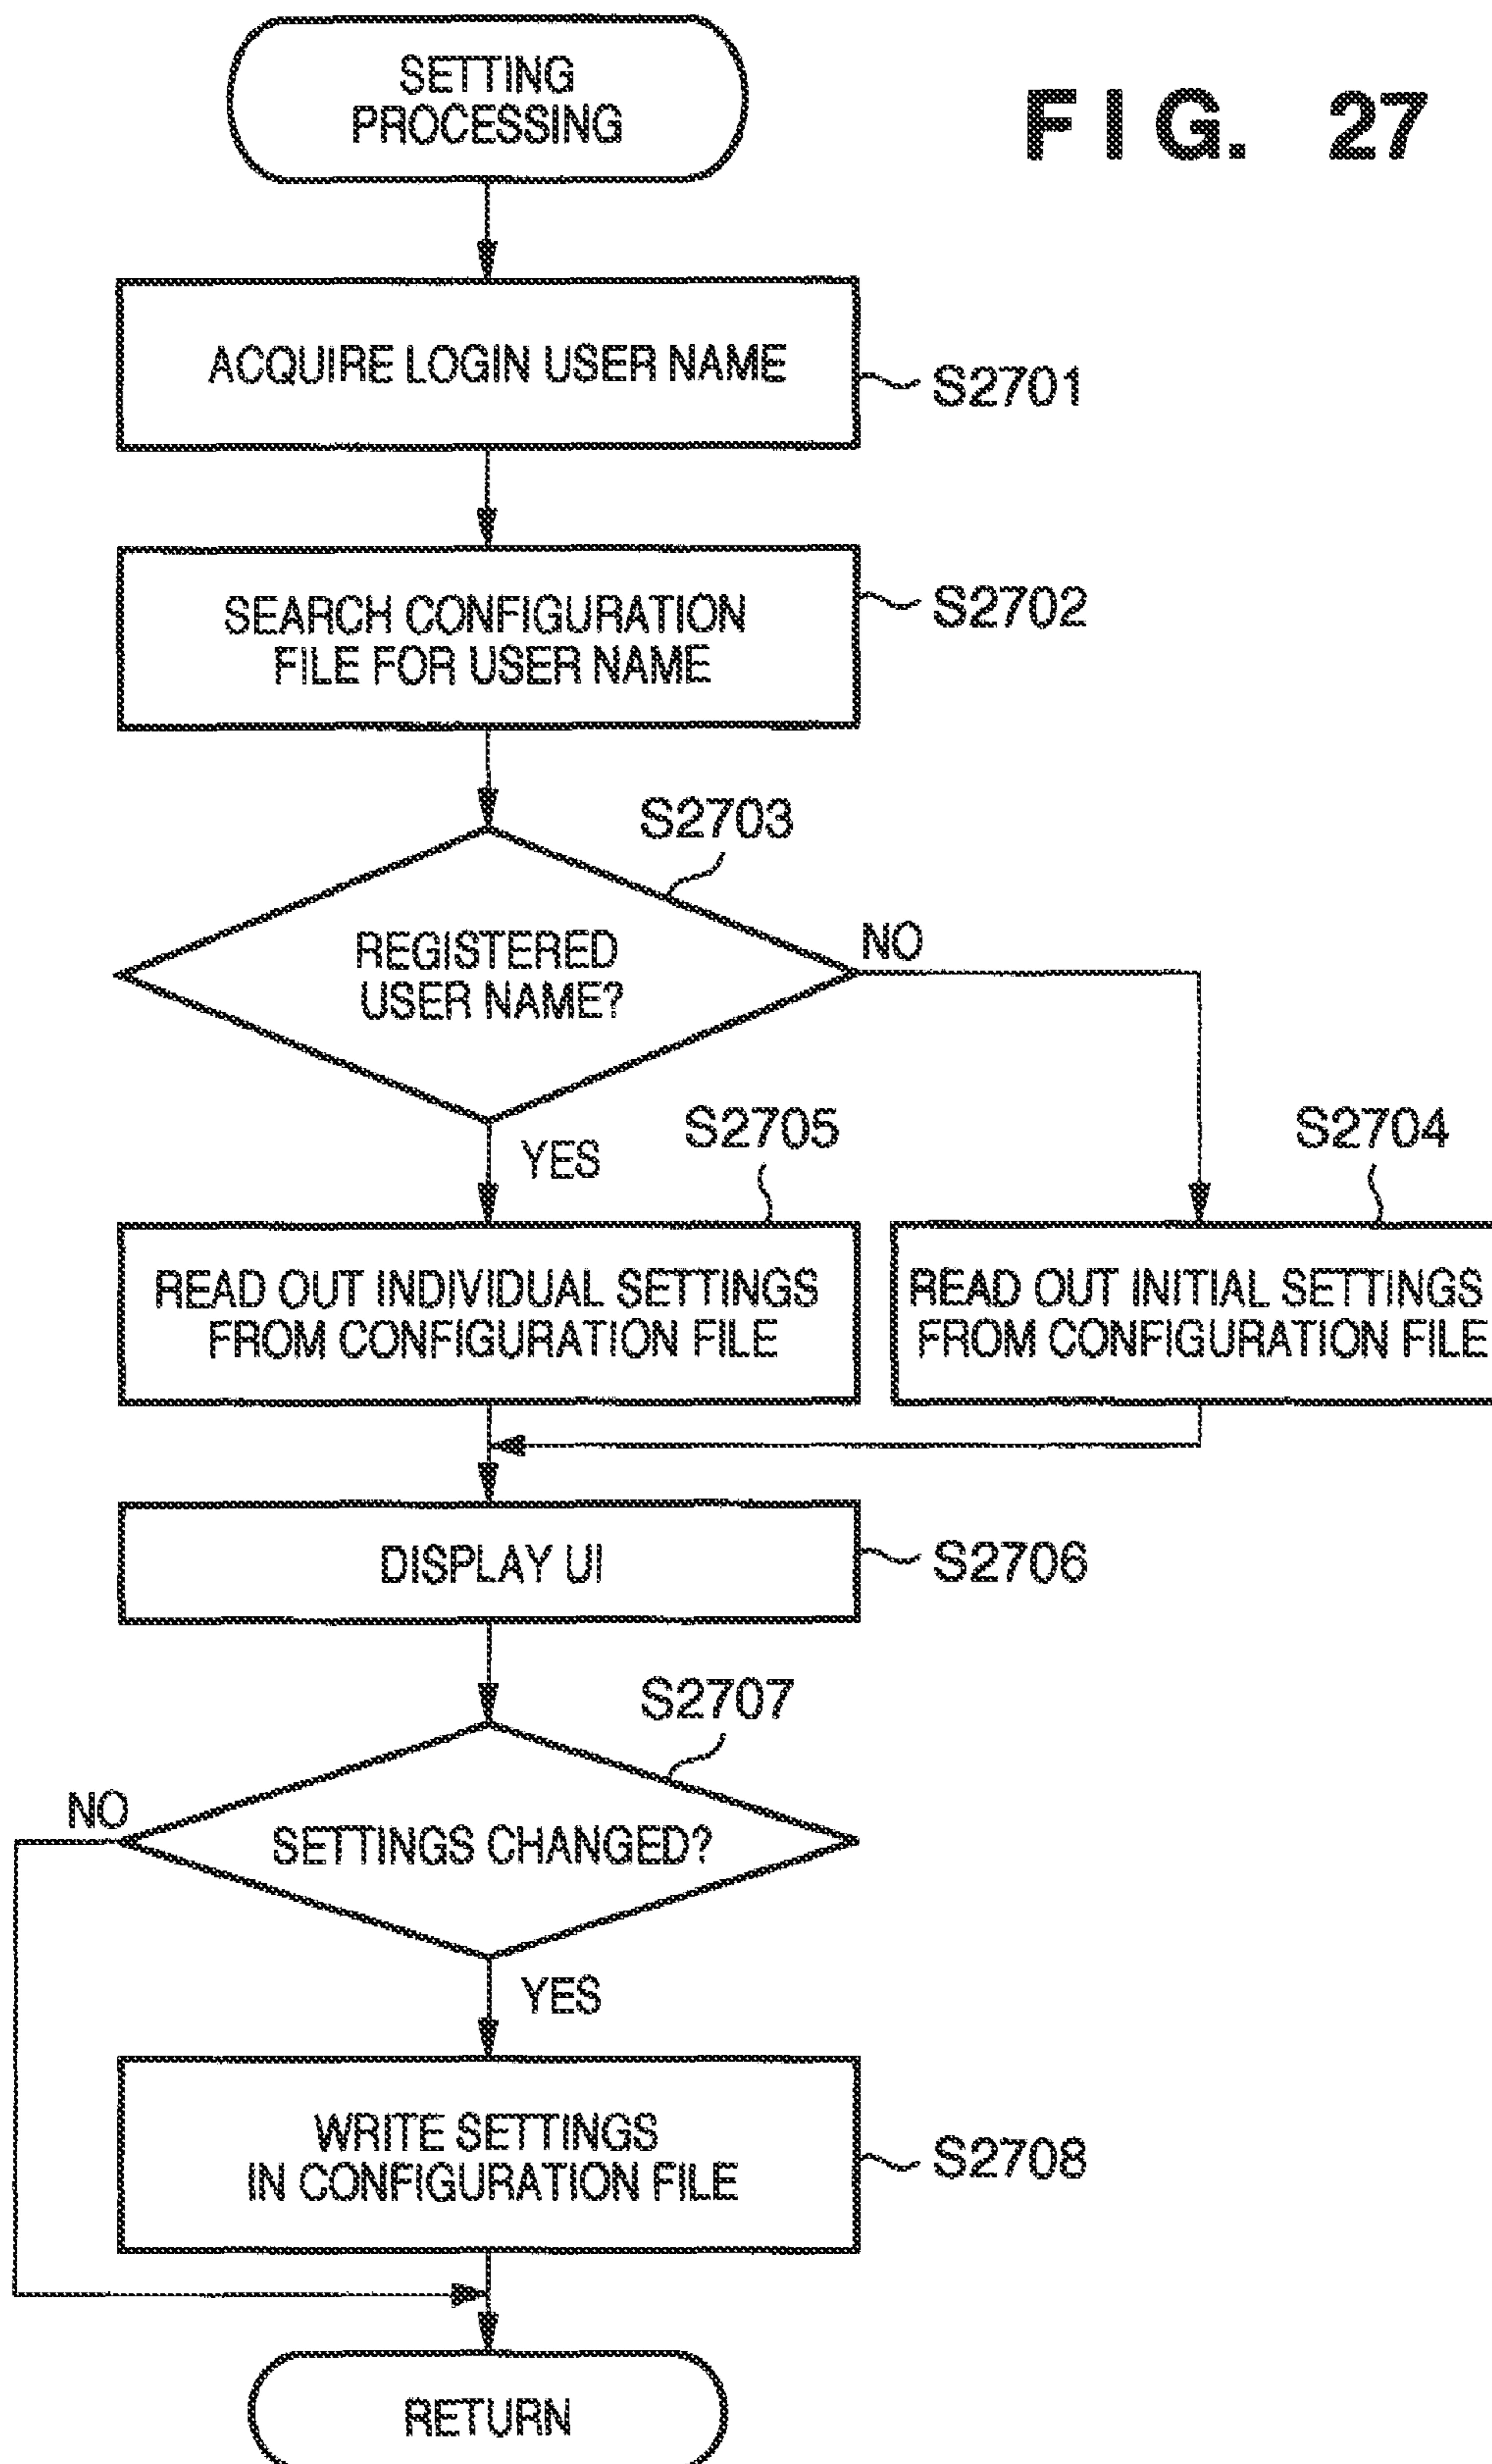 SETTING
PROCESSING
FIG. 27
ACQUIRE LOGIN USER NAME
S2701
SEARCH CONFIGURATION
FILE FOR USER NAME
S2702
S2703
REGISTERED
USER NAME?
NO
YES
S2705
S2704
READ OUT INDIVIDUAL SETTINGS
FROM CONFIGURATION FILE
READ OUT INITIAL SETTINGS
FROM CONFIGURATION FILE
DISPLAY UI
S2706
S2707
NO
SETTINGS CHANGED?
YES
WRITE SETTINGS
IN CONFIGURATION FILE
S2708
RETURN